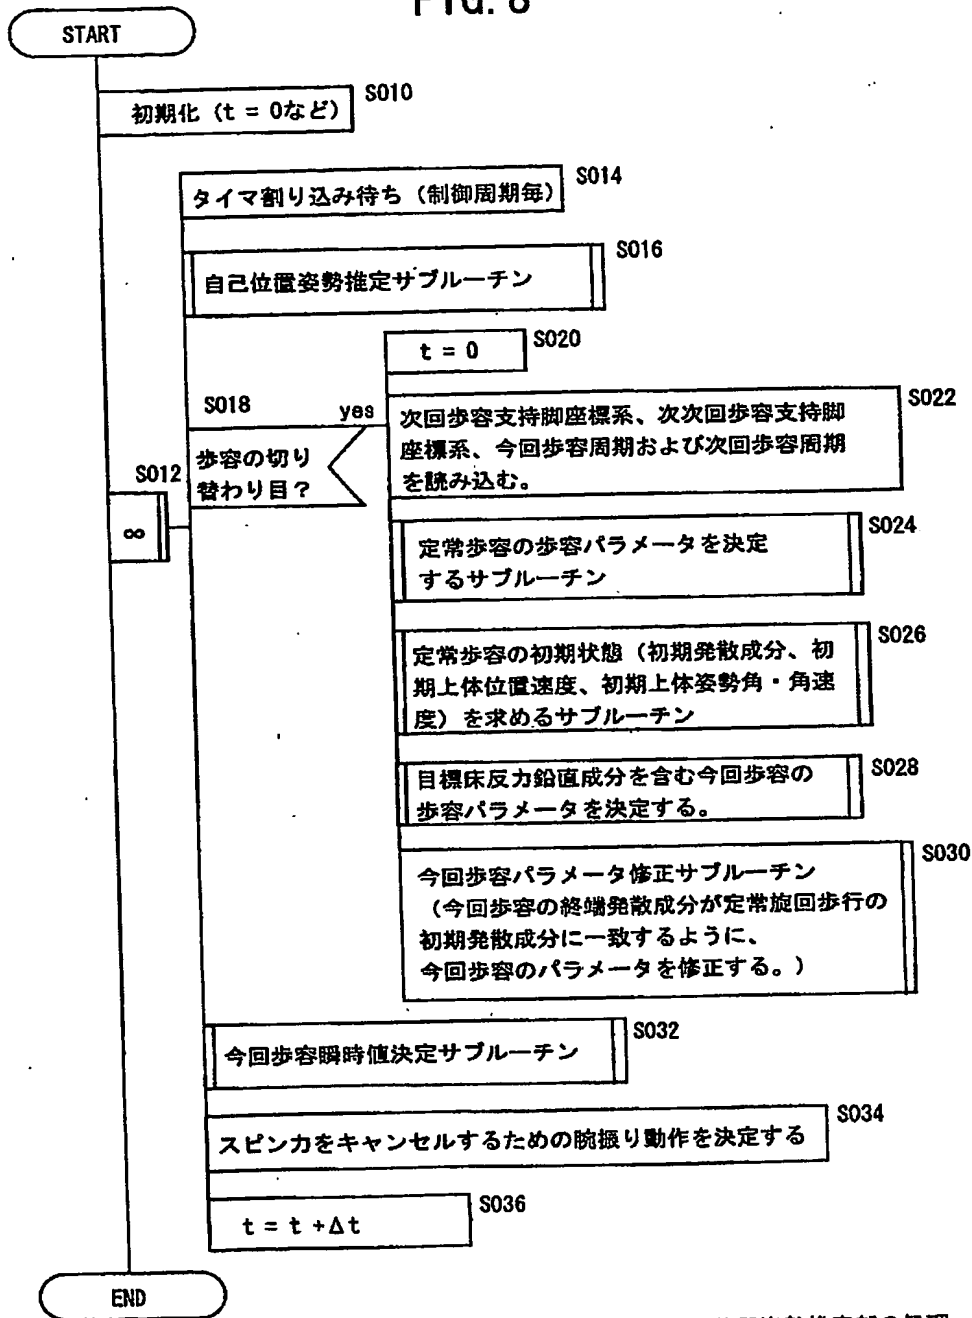 FIG. 8
START
初期化 (t = 0など)
S010
タイマ割り込み待ち (制御周期毎)
S014
自己位置姿勢推定サブルーチン
S016
t = 0
S020
S018
yes
歩容の切り
替わり目?
S012
∞
次回歩容支持脚座標系、次次回歩容支持脚
座標系、今回歩容周期および次回歩容周期
を読み込む。
S022
定常歩容の歩容パラメータを決定
するサブルーチン
S024
定常歩容の初期状態 (初期発散成分、初
期上体位置速度、初期上体姿勢角・角速
度) を求めるサブルーチン
S026
目標床反力鉛直成分を含む今回歩容の
歩容パラメータを決定する。
S028
今回歩容パラメータ修正サブルーチン
(今回歩容の終端発散成分が定常旋回歩行の
初期発散成分に一致するように、
今回歩容のパラメータを修正する。)
S030
今回歩容瞬時値決定サブルーチン
S032
スピン力をキャンセルするための腕振り動作を決定する
S034
t = t +Δt
S036
END